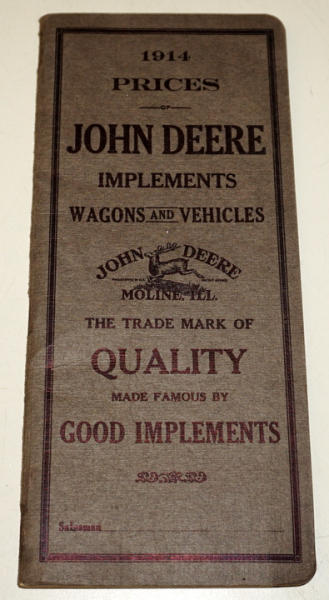 1914
PRICES
OF
JOHN DEERE
IMPLEMENTS
WAGONS AND VEHICLES
JOHN DEERE
MOLINE, ILL.
THE TRADE MARK OF
QUALITY
MADE FAMOUS BY
GOOD IMPLEMENTS
Salesman